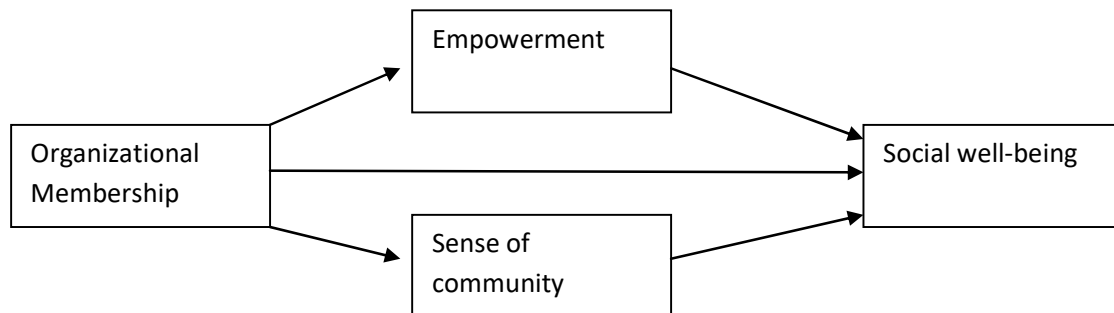 Empowerment
Organizational
Membership
Social well-being
Sense of
community